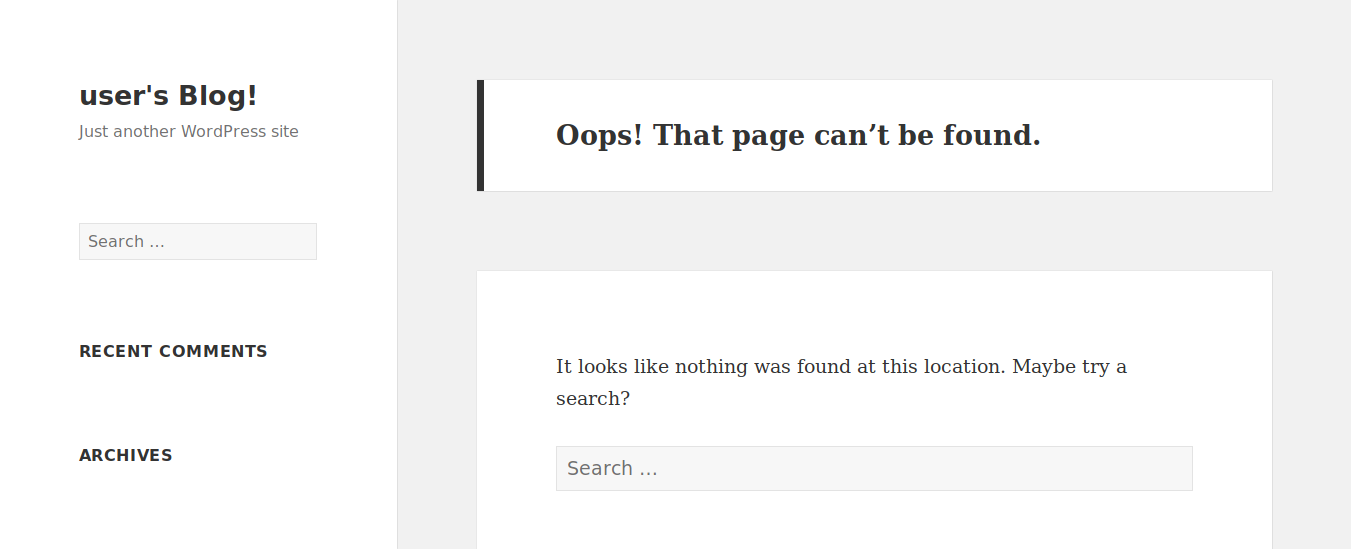 user's Blog!
Just another WordPress site
Search …
RECENT COMMENTS
ARCHIVES
Oops! That page can’t be found.
It looks like nothing was found at this location. Maybe try a
search?
Search …